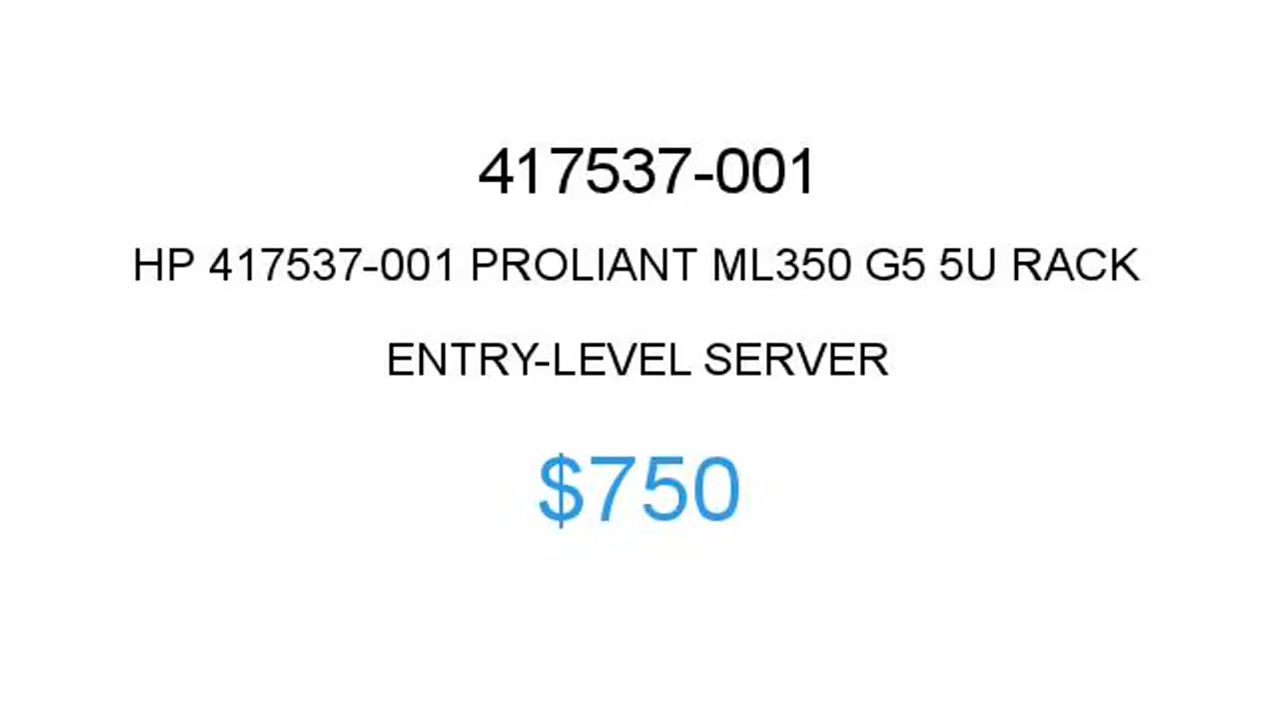 417537-001
HP 417537-001 PROLIANT ML350 G5 5U RACK
ENTRY-LEVEL SERVER
$750